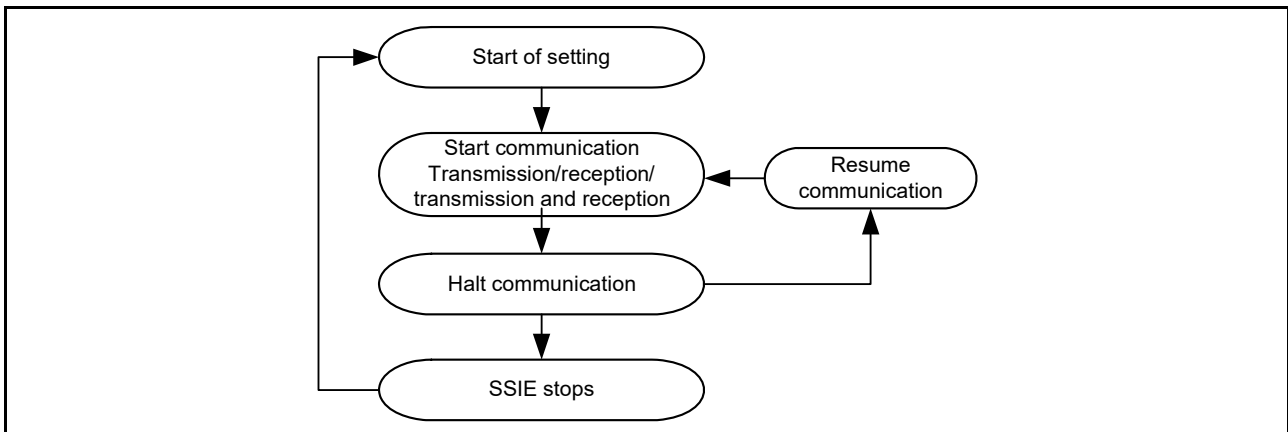 Start of setting
Start communication
Transmission/reception/
transmission and reception
Resume
communication
Halt communication
SSIE stops